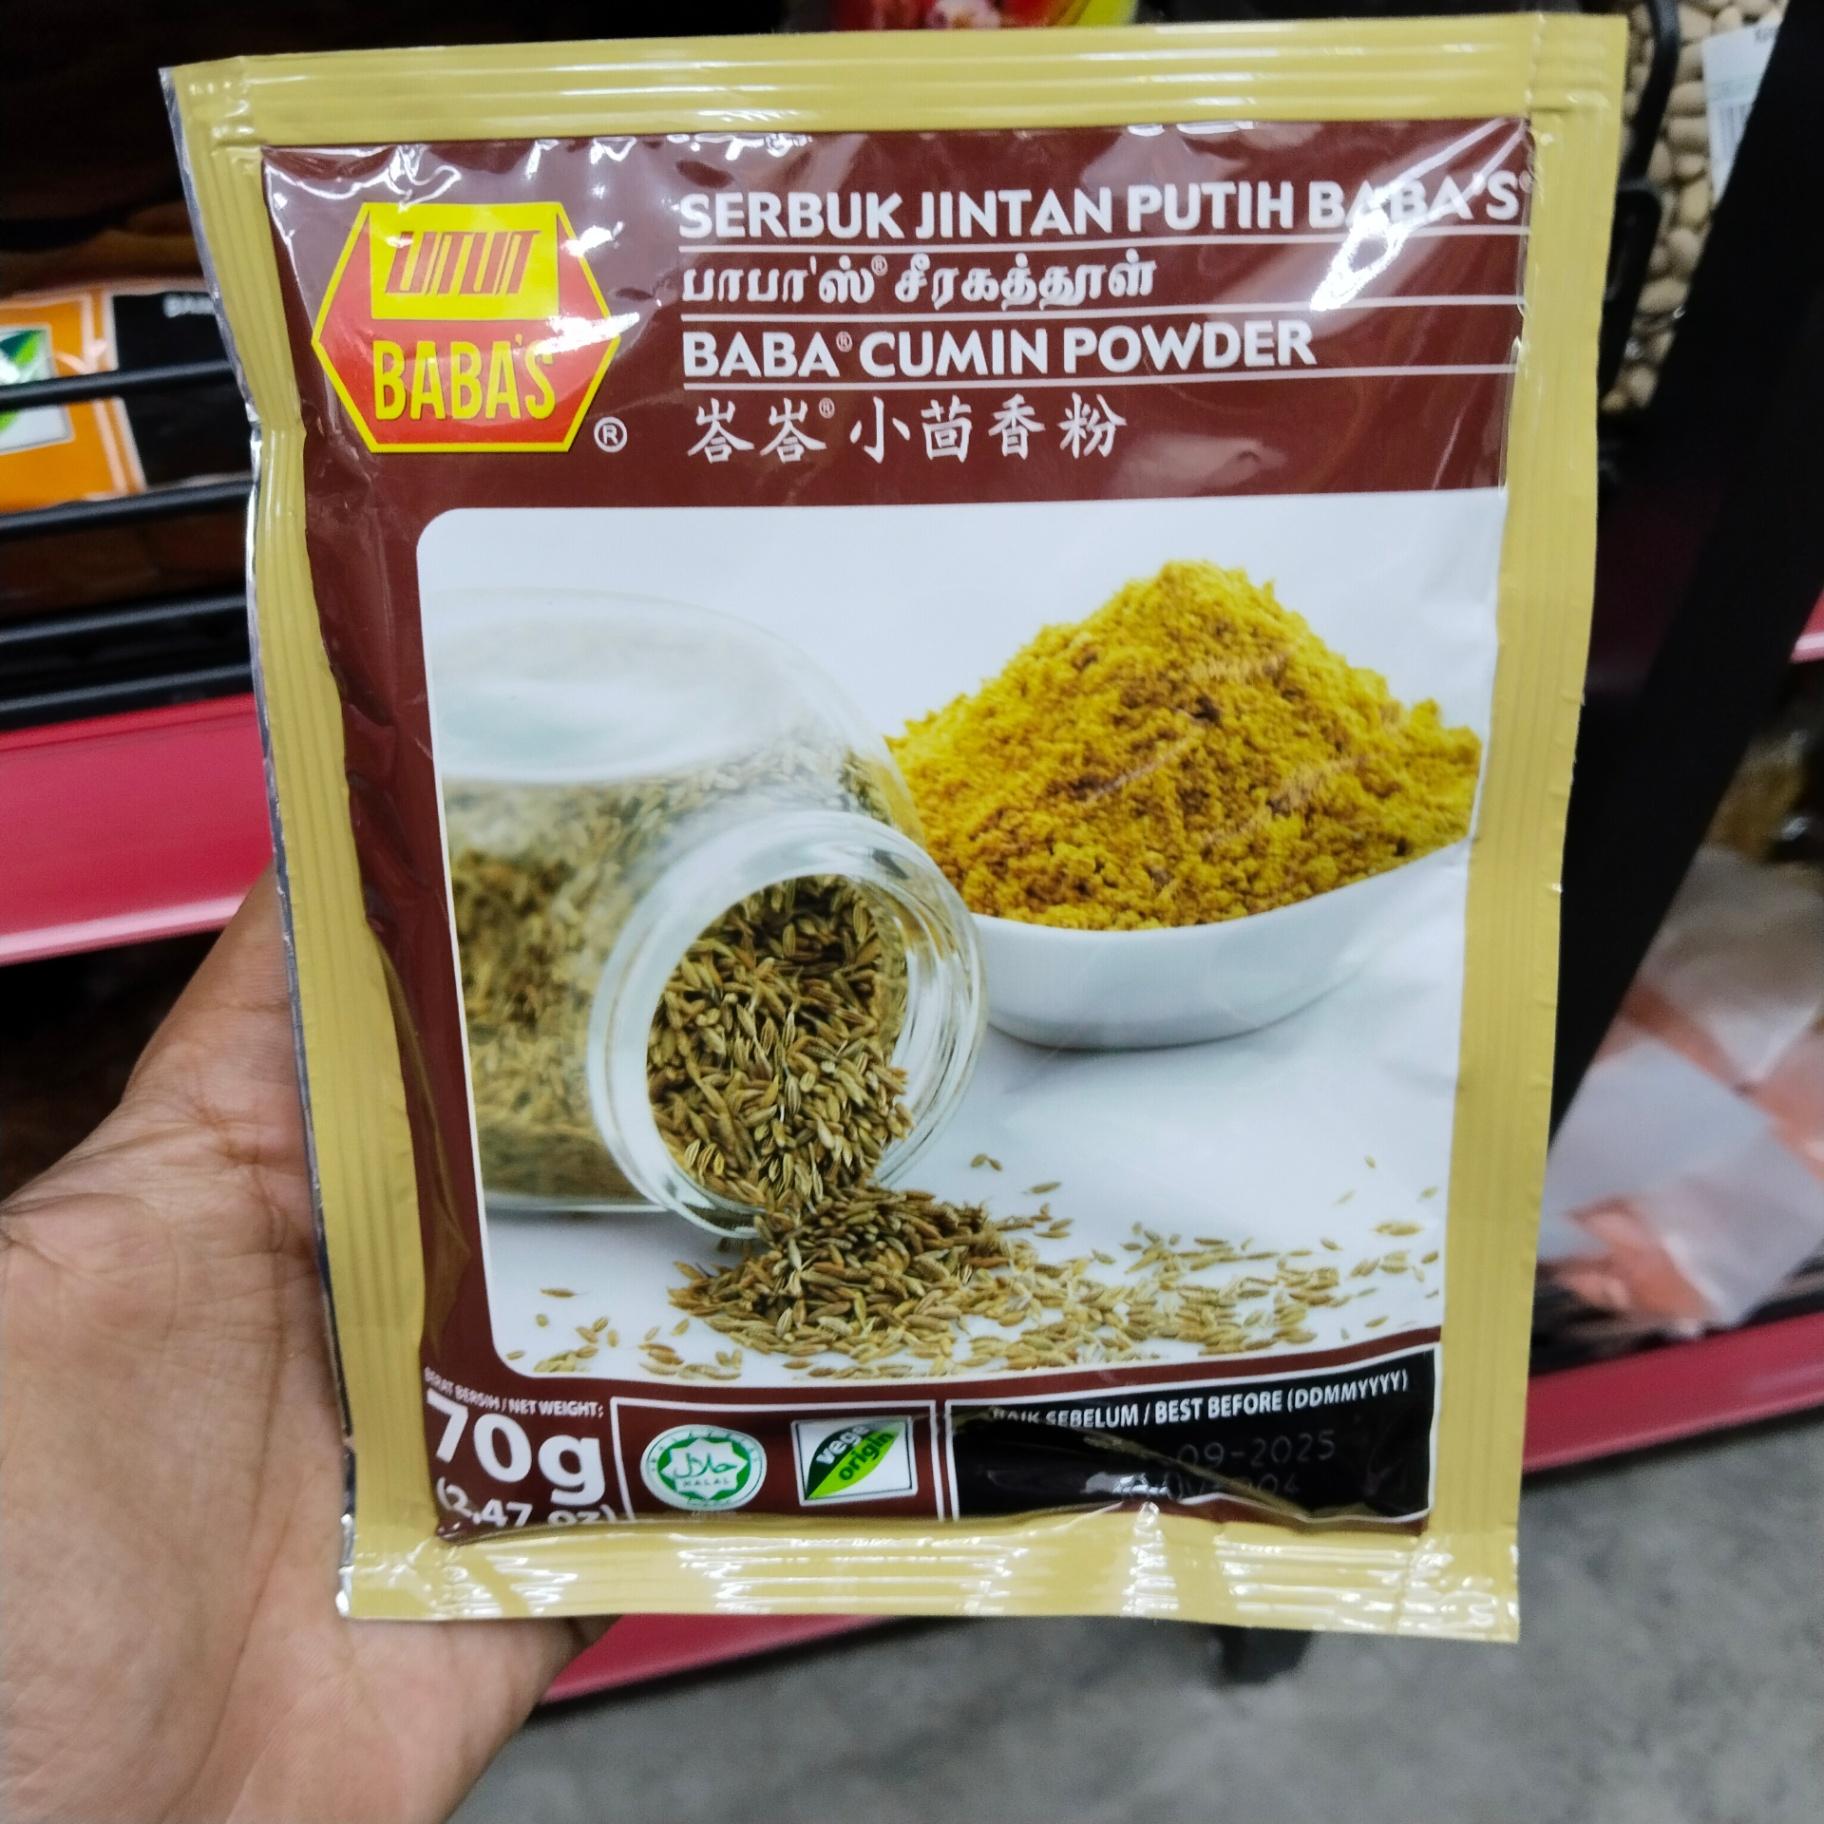 பாபா
BABA'S
®
SERBUK JINTAN PUTIH BABA'S®
பாபா'ஸ்® சீரகத்தூள்
BABA® CUMIN POWDER
峇峇® 小茴香粉
BERAT BERSIH / NET WEIGHT:
70g
(2.47 oz)
حلال
HALAL
vege
origin
BAIK SEBELUM / BEST BEFORE (DDMMYYYY)
09-2025